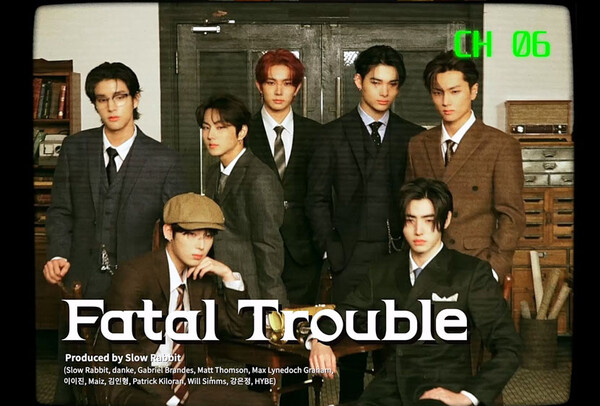 CH 06
Fatal Trouble
Produced by Slow Rabbit
(Slow Rabbit, danke, Gabriel Brandes, Matt Thomson, Max Lynedoch Graham,
이이진, Maiz, 김인형, Patrick Kiloran, Will Simms, 강은정, HYBE)